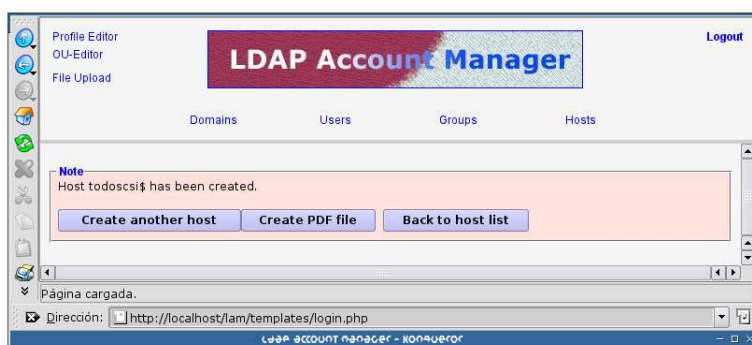 Profile Editor
OU-Editor
File Upload
LDAP Account Manager
Logout
Domains Users Groups Hosts
Note
Host todoscsi$ has been created.
Create another host Create PDF file Back to host list
Página cargada.
Dirección: http://localhost/lam/templates/login.php
LDAP Account Manager - Konqueror